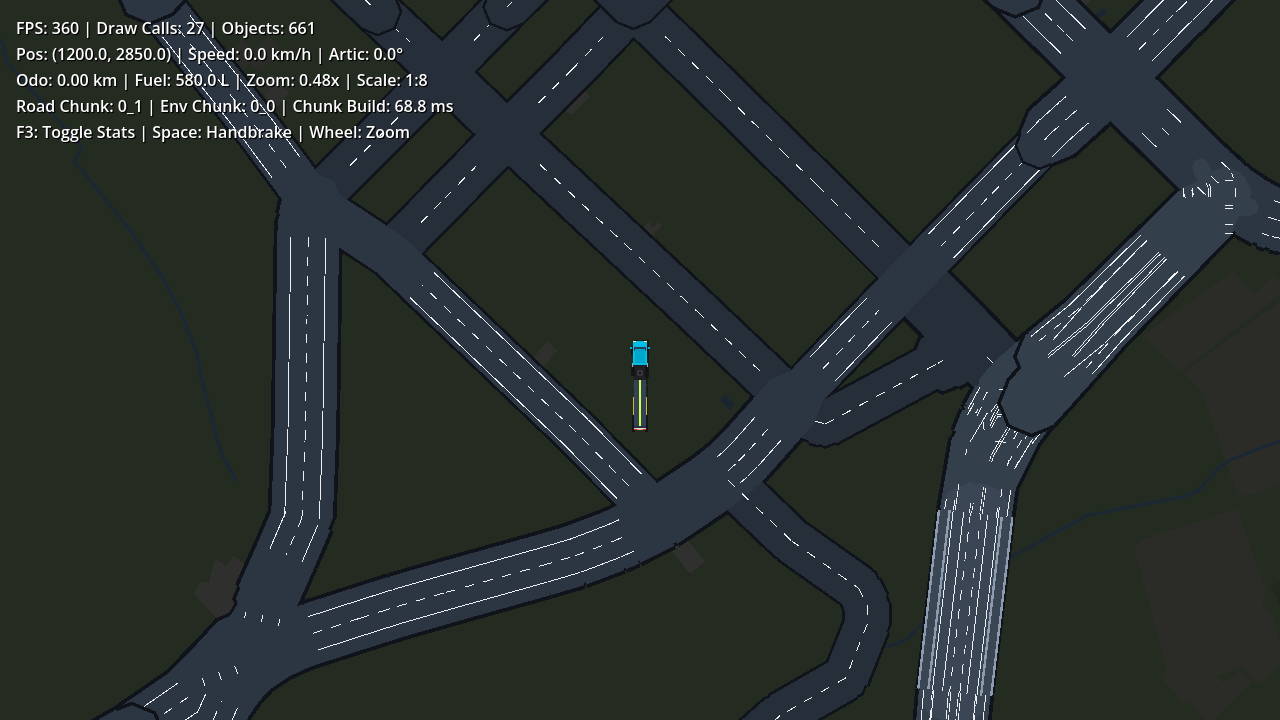 FPS: 360 | Draw Calls: 27 | Objects: 661
Pos: (1200.0, 2850.0) | Speed: 0.0 km/h | Artic: 0.0°
Odo: 0.00 km | Fuel: 580.0 L | Zoom: 0.48x | Scale: 1:8
Road Chunk: 0_1 | Env Chunk: 0_0 | Chunk Build: 68.8 ms
F3: Toggle Stats | Space: Handbrake | Wheel: Zoom